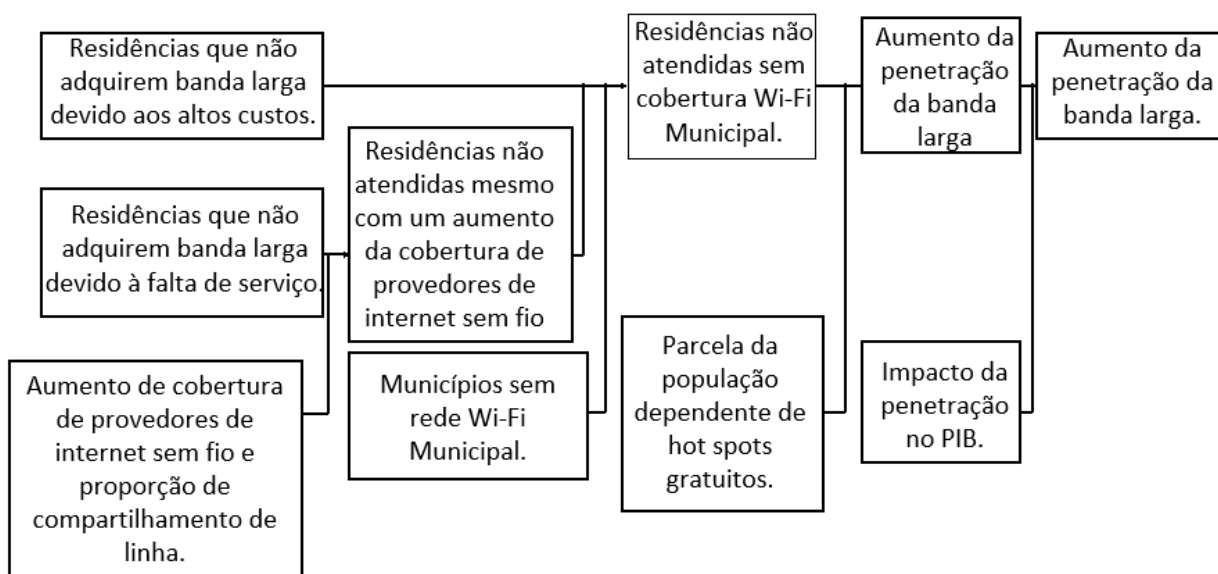 Residências que não
adquirem banda larga
devido aos altos custos.
Residências que não
adquirem banda larga
devido à falta de serviço.
Aumento de cobertura
de provedores de
internet sem fio e
proporção de
compartilhamento de
linha.
Residências não
atendidas mesmo
com um aumento
da cobertura de
provedores de
internet sem fio
Municípios sem
rede Wi-Fi
Municipal.
Residências não
atendidas sem
cobertura Wi-Fi
Municipal.
Parcela da
população
dependente de
hot spots
gratuitos.
Aumento da
penetração
da banda
larga
Impacto da
penetração
no PIB.
Aumento da
penetração da
banda larga.